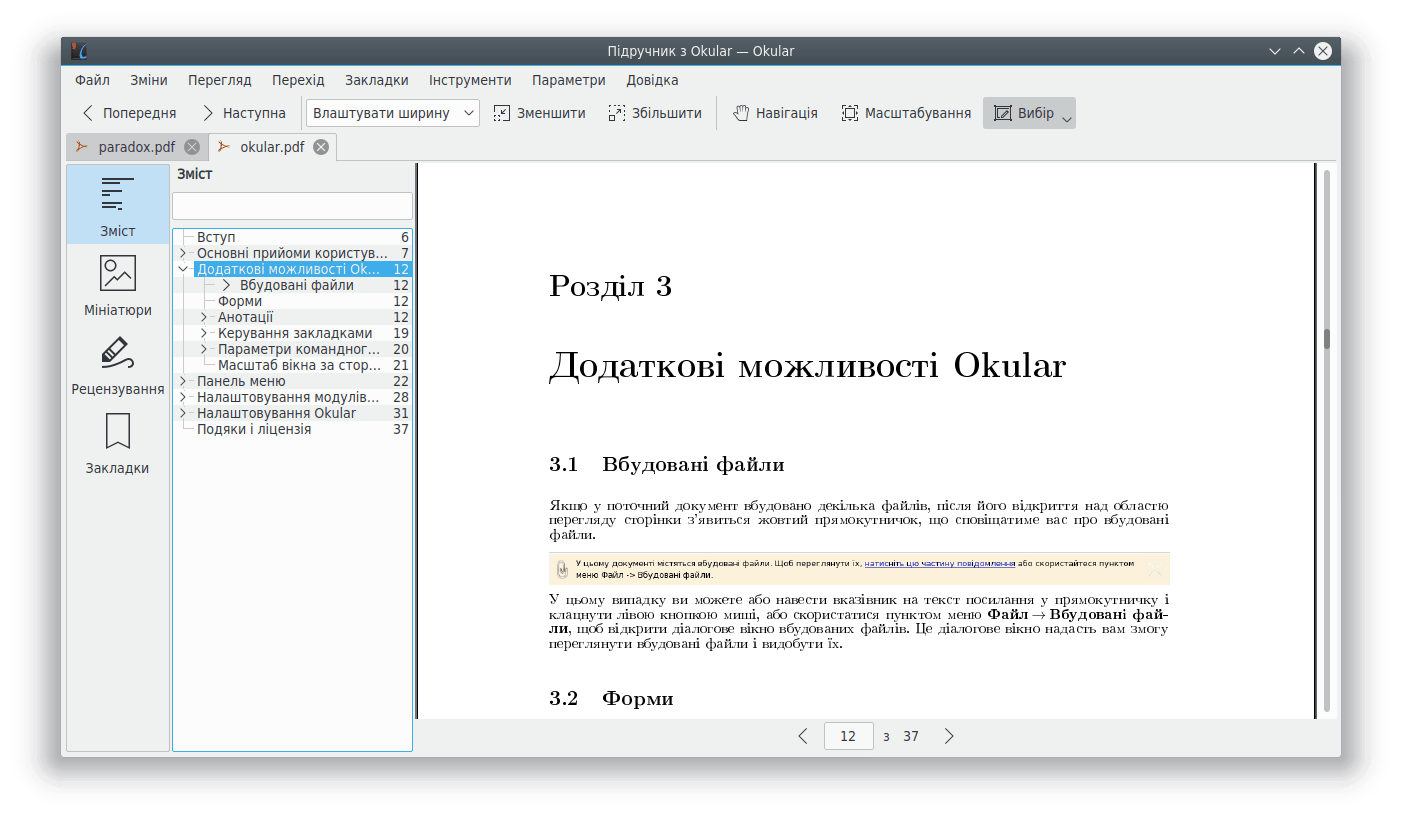 Підручник з Okular — Okular
Файл Зміни Перегляд Перехід Закладки Інструменти Параметри Довідка
Попередня Наступна Влаштувати ширину Зменшити Збільшити Навігація Масштабування Вибір
paradox.pdf okular.pdf
Зміст
Мініатюри
Рецензування
Закладки
Зміст
Вступ 6
Основні прийоми користув... 7
Додаткові можливості Ok... 12
Вбудовані файли 12
Форми 12
Анотації 12
Керування закладками 19
Параметри командног... 20
Масштаб вікна за стор... 21
Панель меню 22
Налаштовування модулів... 28
Налаштовування Okular 31
Подяки і ліцензія 37
Розділ 3
Додаткові можливості Okular
3.1 Вбудовані файли
Якщо у поточний документ вбудовано декілька файлів, після його відкриття над областю
перегляду сторінки з’явиться жовтий прямокутничок, що сповіщатиме вас про вбудовані
файли.
У цьому документі містяться вбудовані файли. Щоб переглянути їх, натисніть цю частину повідомлення або скористайтеся пунктом
меню Файл -> Вбудовані файли.
У цьому випадку ви можете або навести вказівник на текст посилання у прямокутничку і
клацнути лівою кнопкою миші, або скористатися пунктом меню Файл → Вбудовані фай-
ли, щоб відкрити діалогове вікно вбудованих файлів. Це діалогове вікно надасть вам змогу
переглянути вбудовані файли і видобути їх.
3.2 Форми
12 з 37